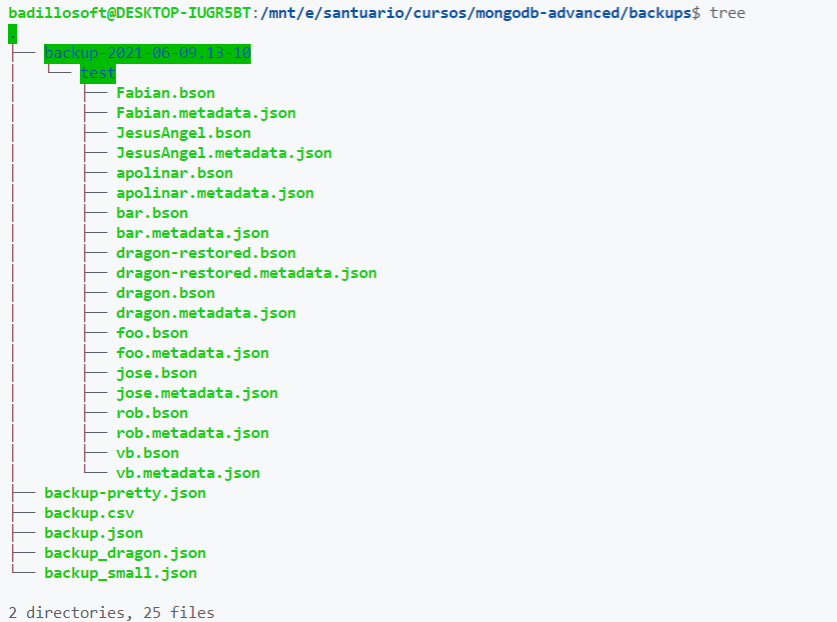 badillosoft@DESKTOP-IUGR5BT:/mnt/e/santuario/cursos/mongodb-advanced/backups$ tree
.
├── backup-2021-06-09.13-10
│   └── test
│       ├── Fabian.bson
│       ├── Fabian.metadata.json
│       ├── JesusAngel.bson
│       ├── JesusAngel.metadata.json
│       ├── apolinar.bson
│       ├── apolinar.metadata.json
│       ├── bar.bson
│       ├── bar.metadata.json
│       ├── dragon-restored.bson
│       ├── dragon-restored.metadata.json
│       ├── dragon.bson
│       ├── dragon.metadata.json
│       ├── foo.bson
│       ├── foo.metadata.json
│       ├── jose.bson
│       ├── jose.metadata.json
│       ├── rob.bson
│       ├── rob.metadata.json
│       ├── vb.bson
│       └── vb.metadata.json
├── backup-pretty.json
├── backup.csv
├── backup.json
├── backup_dragon.json
└── backup_small.json

2 directories, 25 files